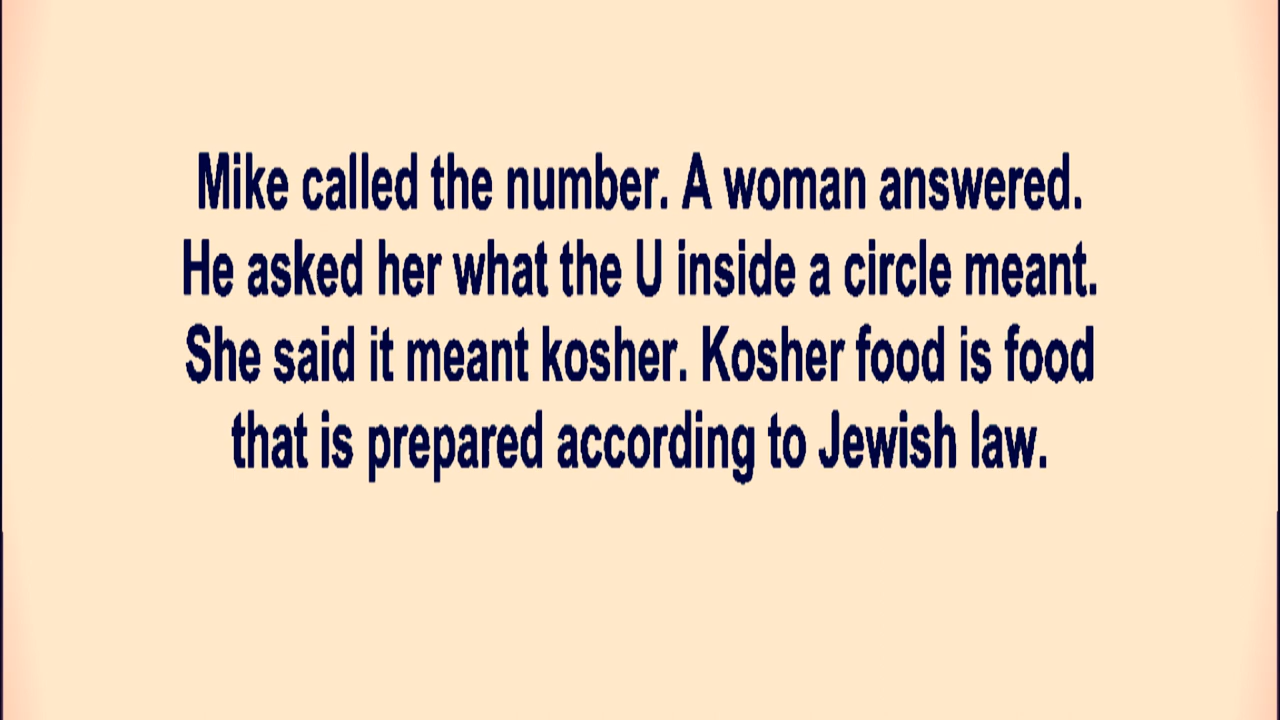 Mike called the number. A woman answered.
He asked her what the U inside a circle meant.
She said it meant kosher. Kosher food is food
that is prepared according to Jewish law.